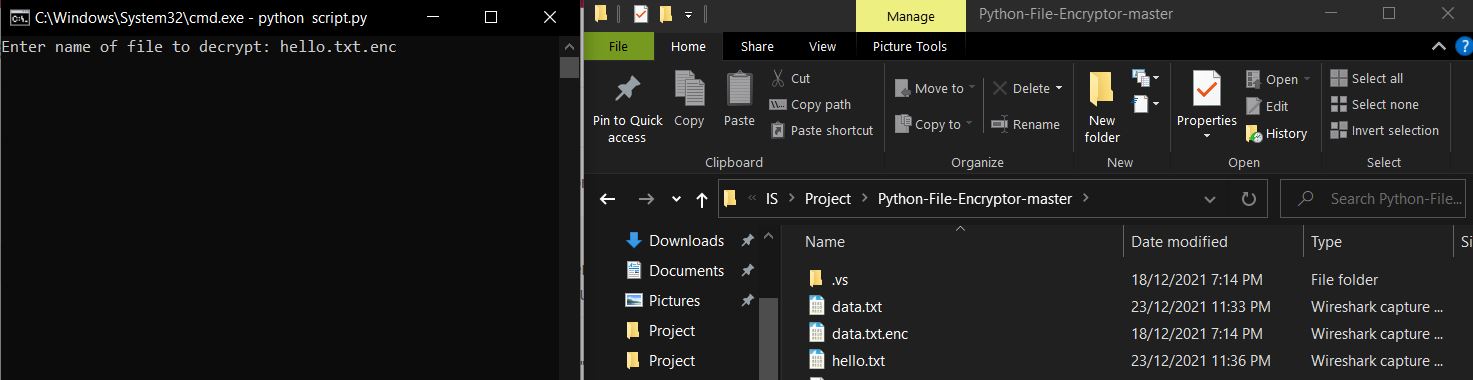 C:\Windows\System32\cmd.exe - python script.py
Enter name of file to decrypt: hello.txt.enc
Manage
Python-File-Encryptor-master
File
Home
Share
View
Picture Tools
Pin to Quick access
Copy
Paste
Cut
Copy path
Paste shortcut
Clipboard
Move to
Copy to
Delete
Rename
Organize
New folder
New
Properties
Open
Edit
History
Open
Select all
Select none
Invert selection
Select
IS
Project
Python-File-Encryptor-master
Search Python-File...
Downloads
Documents
Pictures
Project
Project
Name
Date modified
Type
Si
.vs
18/12/2021 7:14 PM
File folder
data.txt
23/12/2021 11:33 PM
Wireshark capture ...
data.txt.enc
18/12/2021 7:14 PM
Wireshark capture ...
hello.txt
23/12/2021 11:36 PM
Wireshark capture ...